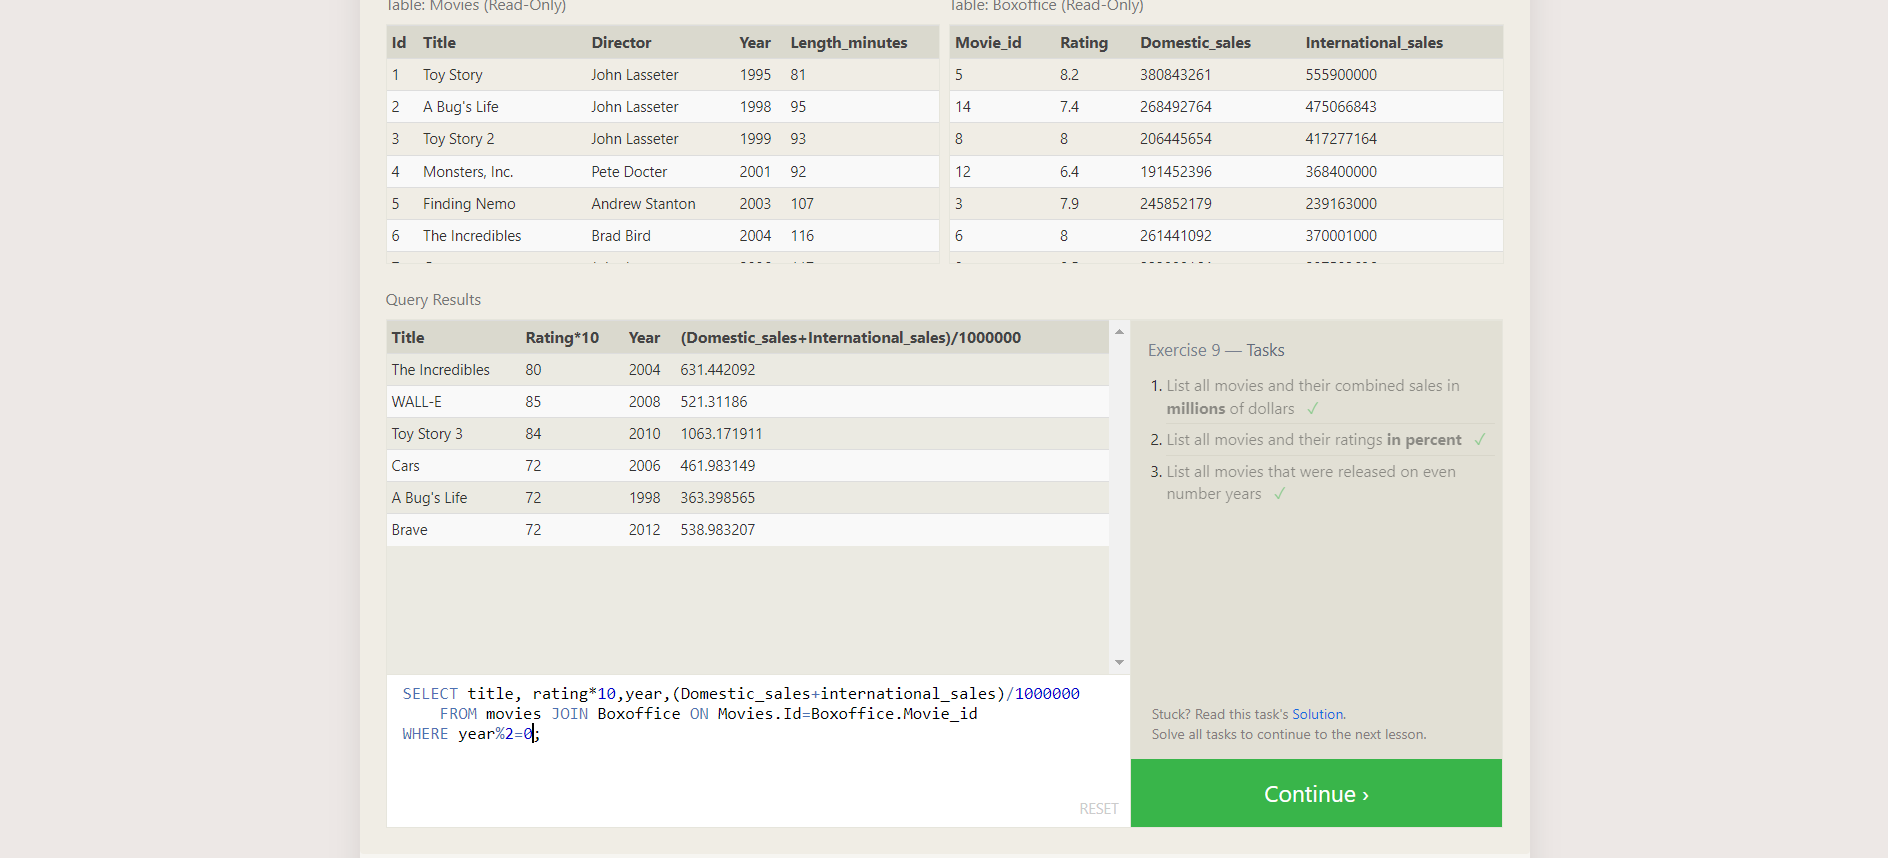 Table: Movies (Read-Only) Table: Boxoffice (Read-Only)
Id Title Director Year Length_minutes
1 Toy Story John Lasseter 1995 81
2 A Bug's Life John Lasseter 1998 95
3 Toy Story 2 John Lasseter 1999 93
4 Monsters, Inc. Pete Docter 2001 92
5 Finding Nemo Andrew Stanton 2003 107
6 The Incredibles Brad Bird 2004 116
Movie_id Rating Domestic_sales International_sales
5 8.2 380843261 555900000
14 7.4 268492764 475066843
8 8 206445654 417277164
12 6.4 191452396 368400000
3 7.9 245852179 239163000
6 8 261441092 370001000
Query Results
Title Rating*10 Year (Domestic_sales+International_sales)/1000000
The Incredibles 80 2004 631.442092
WALL-E 85 2008 521.31186
Toy Story 3 84 2010 1063.171911
Cars 72 2006 461.983149
A Bug's Life 72 1998 363.398565
Brave 72 2012 538.983207
SELECT title, rating*10,year,(Domestic_sales+international_sales)/1000000
FROM movies JOIN Boxoffice ON Movies.Id=Boxoffice.Movie_id
WHERE year%2=0;
RESET
Exercise 9 — Tasks
1. List all movies and their combined sales in
millions of dollars ✓
2. List all movies and their ratings in percent ✓
3. List all movies that were released on even
number years ✓
Stuck? Read this task's Solution.
Solve all tasks to continue to the next lesson.
Continue ›